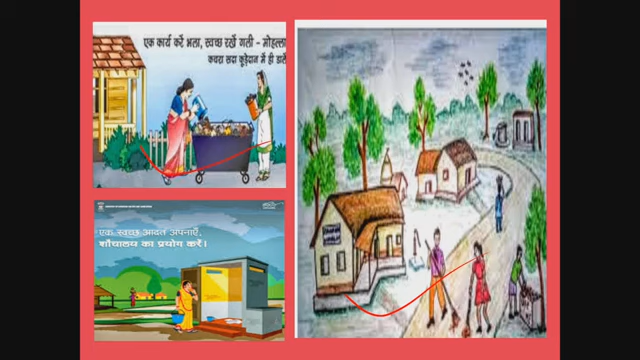 एक कार्य करें भला, स्वच्छ रखें गली - मोहल्ला
कचरा सदा कूड़ेदान में ही डालें
एक स्वच्छ आदत अपनाएँ,
शौचालय का प्रयोग करें।